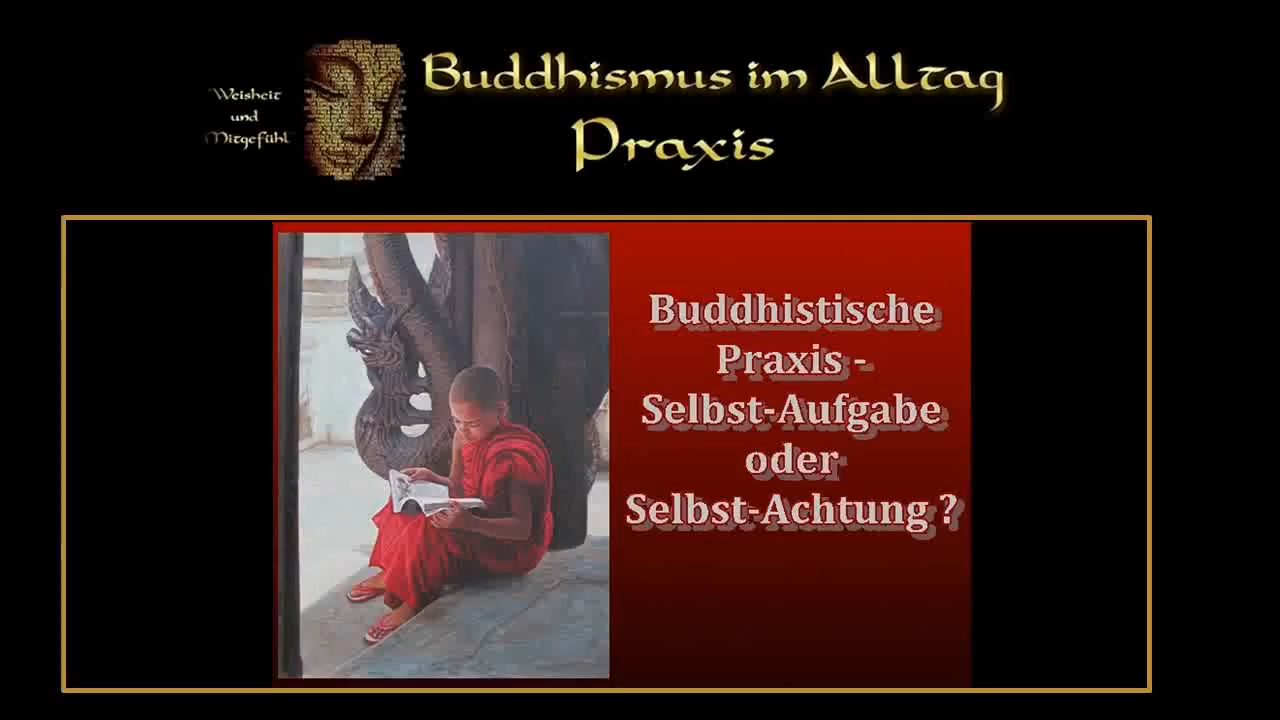 Weisheit
und
Mitgefühl
Buddhismus im Alltag
Praxis
Buddhistische
Praxis -
Selbst-Aufgabe
oder
Selbst-Achtung ?